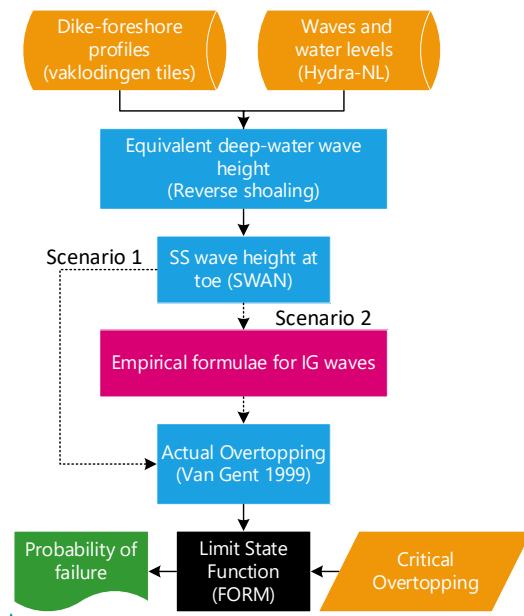 Dike-foreshore
profiles
(vaklodingen tiles)
Waves and
water levels
(Hydra-NL)
Equivalent deep-water wave
height
(Reverse shoaling)
Scenario 1
SS wave height at
toe (SWAN)
Scenario 2
Empirical formulae for IG waves
Actual Overtopping
(Van Gent 1999)
Probability of
failure
Limit State
Function
(FORM)
Critical
Overtopping